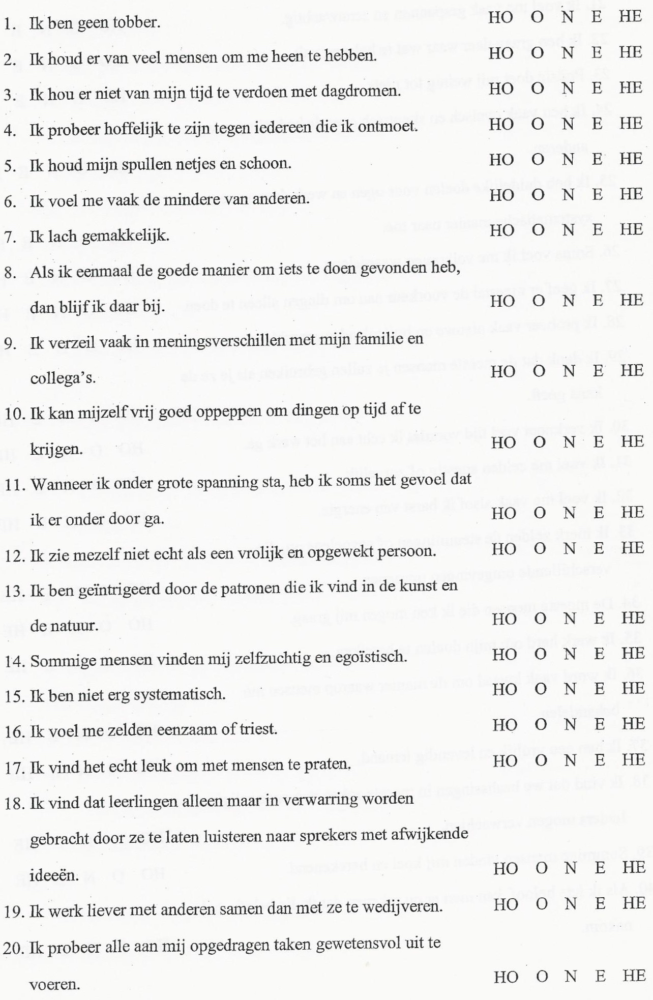 1. Ik ben geen tobber. HO O N E HE
2. Ik houd er van veel mensen om me heen te hebben. HO O N E HE
3. Ik hou er niet van mijn tijd te verdoen met dagdromen. HO O N E HE
4. Ik probeer hoffelijk te zijn tegen iedereen die ik ontmoet. HO O N E HE
5. Ik houd mijn spullen netjes en schoon. HO O N E HE
6. Ik voel me vaak de mindere van anderen. HO O N E HE
7. Ik lach gemakkelijk. HO O N E HE
8. Als ik eenmaal de goede manier om iets te doen gevonden heb,
dan blijf ik daar bij. HO O N E HE
9. Ik verzeil vaak in meningsverschillen met mijn familie en
collega's. HO O N E HE
10. Ik kan mijzelf vrij goed oppeppen om dingen op tijd af te
krijgen. HO O N E HE
11. Wanneer ik onder grote spanning sta, heb ik soms het gevoel dat
ik er onder door ga. HO O N E HE
12. Ik zie mezelf niet echt als een vrolijk en opgewekt persoon. HO O N E HE
13. Ik ben geïntrigeerd door de patronen die ik vind in de kunst en
de natuur. HO O N E HE
14. Sommige mensen vinden mij zelfzuchtig en egoïstisch. HO O N E HE
15. Ik ben niet erg systematisch. HO O N E HE
16. Ik voel me zelden eenzaam of triest. HO O N E HE
17. Ik vind het echt leuk om met mensen te praten. HO O N E HE
18. Ik vind dat leerlingen alleen maar in verwarring worden
gebracht door ze te laten luisteren naar sprekers met afwijkende
ideeën. HO O N E HE
19. Ik werk liever met anderen samen dan met ze te wedijveren. HO O N E HE
20. Ik probeer alle aan mij opgedragen taken gewetensvol uit te
voeren. HO O N E HE